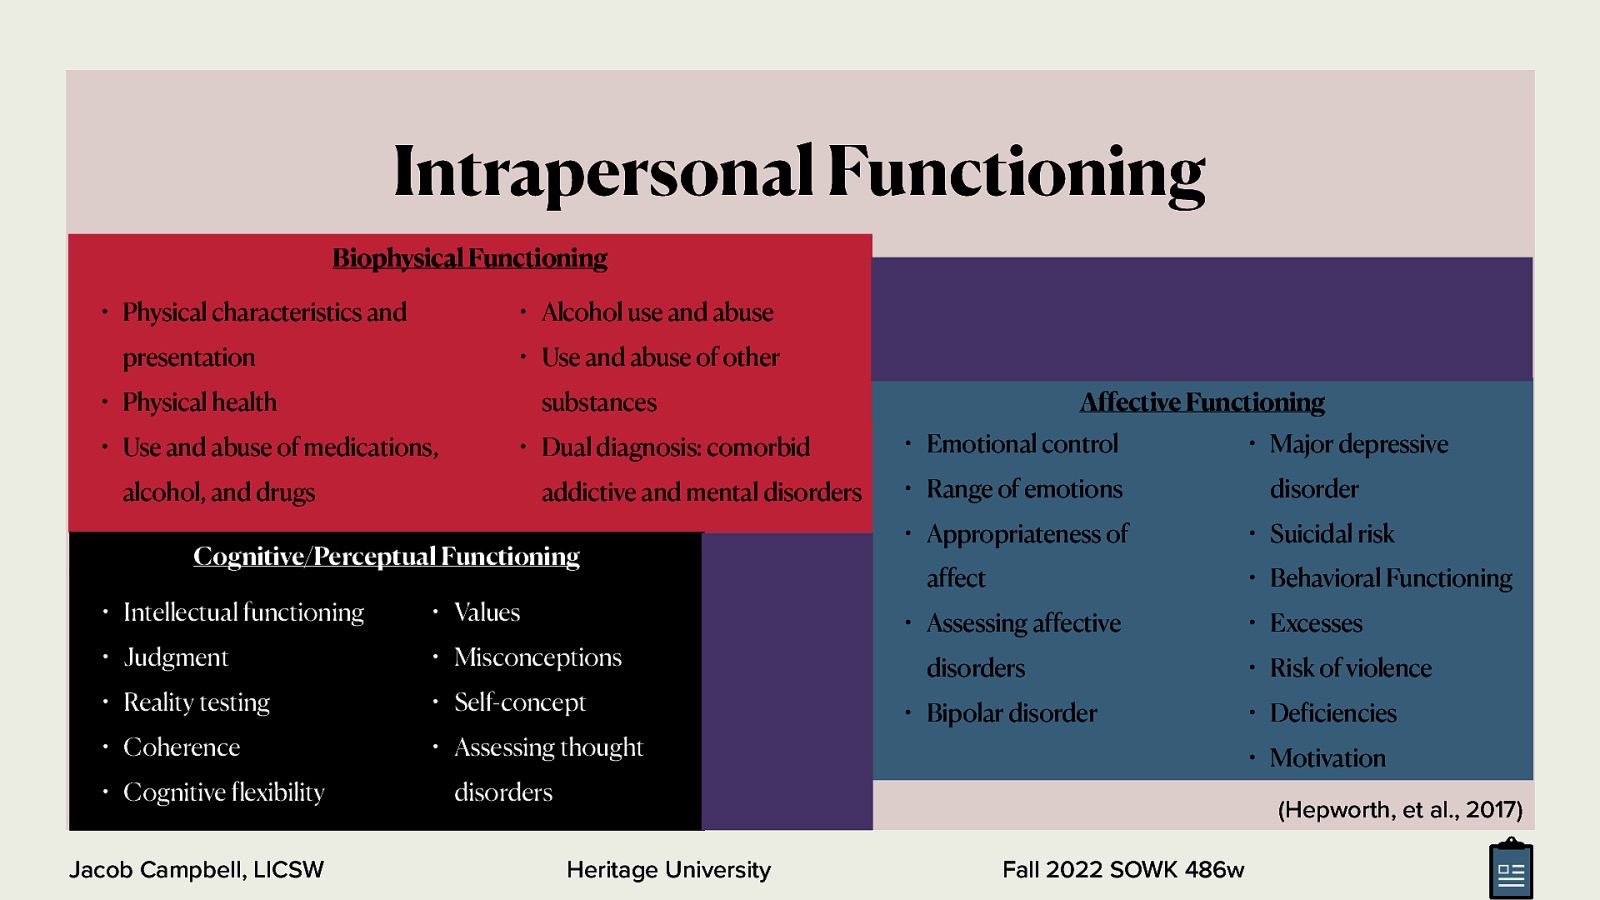 Intrapersonal Functioning
Biophysical Functioning
• Physical characteristics and
presentation
• Physical health
• Use and abuse of medications,
alcohol, and drugs
• Alcohol use and abuse
• Use and abuse of other
substances
• Dual diagnosis: comorbid
addictive and mental disorders
Cognitive/Perceptual Functioning
• Intellectual functioning
• Judgment
• Reality testing
• Coherence
• Cognitive flexibility
• Values
• Misconceptions
• Self-concept
• Assessing thought
disorders
Affective Functioning
• Emotional control
• Range of emotions
• Appropriateness of
affect
• Assessing affective
disorders
• Bipolar disorder
• Major depressive
disorder
• Suicidal risk
• Behavioral Functioning
• Excesses
• Risk of violence
• Deficiencies
• Motivation
(Hepworth, et al., 2017)
Jacob Campbell, LICSW
Heritage University
Fall 2022 SOWK 486w